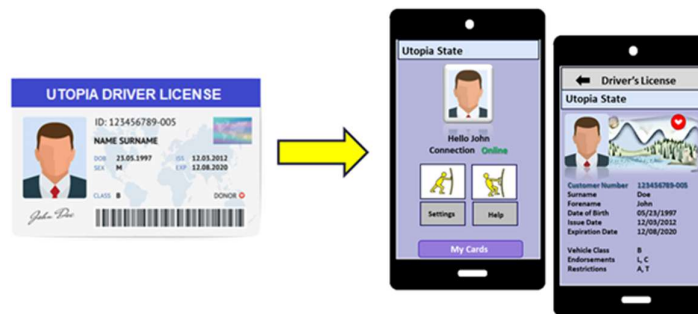 UTOPIA DRIVER LICENSE
ID: 123456789-005
NAME SURNAME
DOB 23.05.1997 ISS 12.03.2012
SEX M EXP 12.08.2020
CLASS B DONOR
John Doe
Utopia State
Hello John
Connection Online
Settings Help
My Cards
Driver's License
Utopia State
Customer Number 123456789-005
Surname Doe
Forename John
Date of Birth 05/23/1997
Issue Date 12/03/2012
Expiration Date 12/08/2020
Vehicle Class B
Endorsements L, C
Restrictions A, T